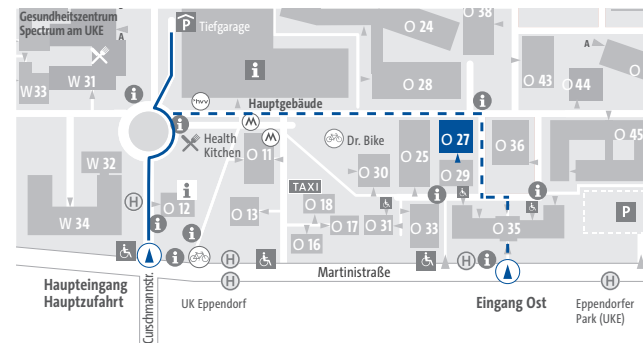 Gesundheitszentrum
Spectrum am UKE
P
Tiefgarage
O 24
O 38
A
A
W 33
W 31
i
O 28
O 43
O 44
hvv
Hauptgebäude
Health
Kitchen
O 11
Dr. Bike
O 25
O 27
O 36
O 45
W 32
O 30
O 29
TAXI
H
i
O 12
O 13
O 18
O 17
O 31
O 33
O 35
P
W 34
O 16
H
H
Martinistraße
Haupteingang
Hauptzufahrt
Curschmannstr.
UK Eppendorf
H
Eingang Ost
H
Eppendorfer
Park (UKE)